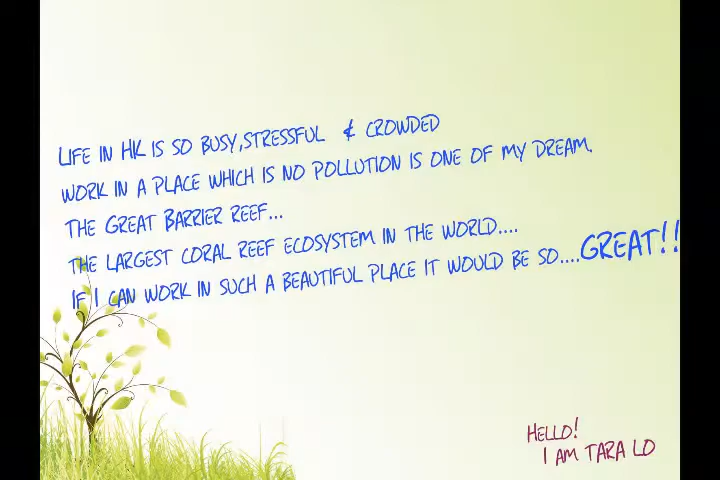 LIFE IN HK IS SO BUSY,STRESSFUL & CROWDED
WORK IN A PLACE WHICH IS NO POLLUTION IS ONE OF MY DREAM.
THE GREAT BARRIER REEF...
THE LARGEST CORAL REEF ECOSYSTEM IN THE WORLD....
IF I CAN WORK IN SUCH A BEAUTIFUL PLACE IT WOULD BE SO....GREAT!!
HELLO!
I AM TARA LO